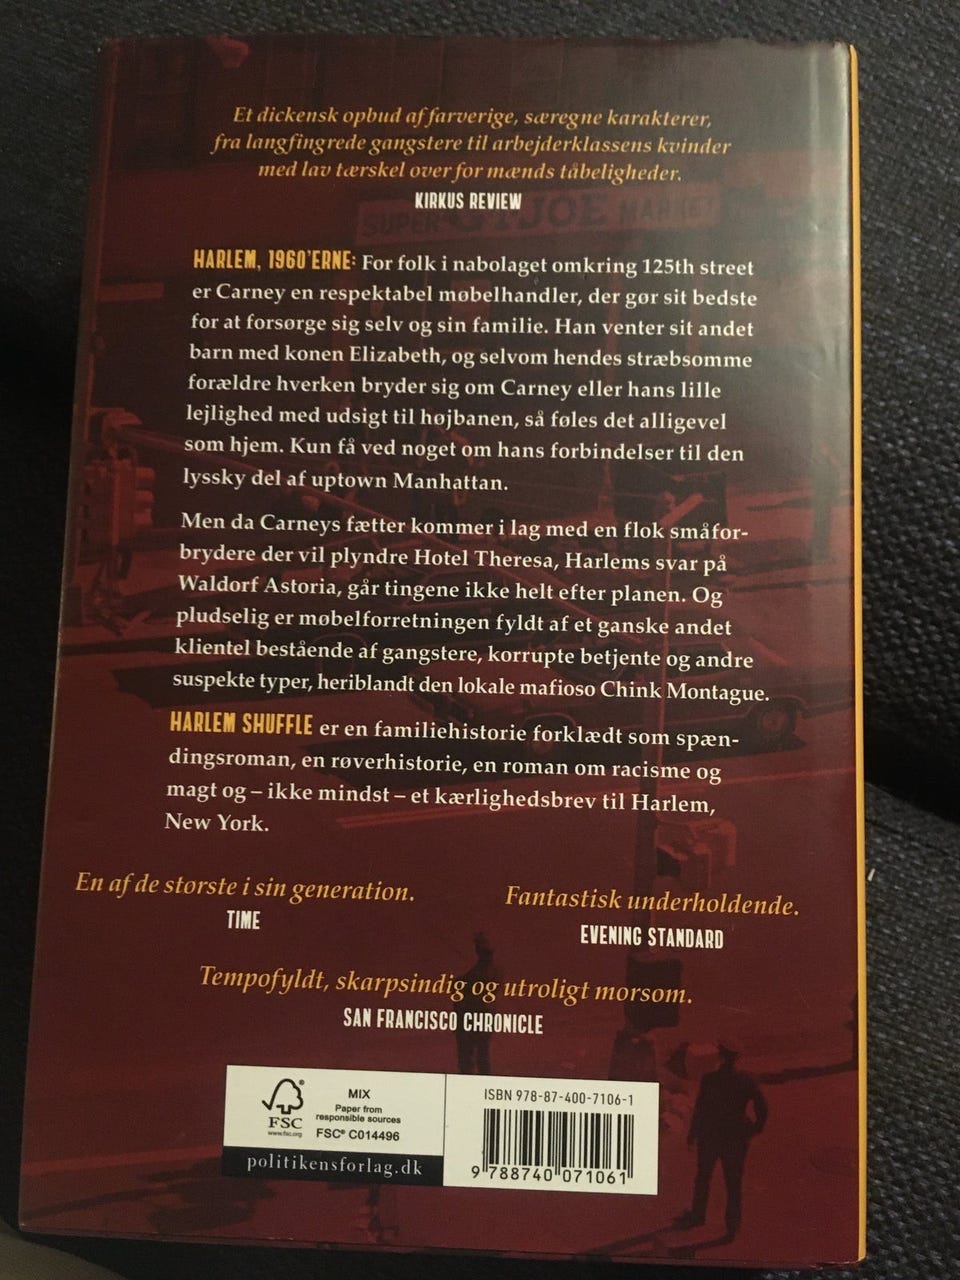 Et dickensk opbud af farverige, særegne karakterer,
fra langfingrede gangstere til arbejderklassens kvinder
med lav tærskel over for mænds tåbeligheder.
KIRKUS REVIEW
SUPER GI JOE MARKET
HARLEM, 1960'ERNE: For folk i nabolaget omkring 125th street
er Carney en respektabel møbelhandler, der gør sit bedste
for at forsørge sig selv og sin familie. Han venter sit andet
barn med konen Elizabeth, og selvom hendes stræbsomme
forældre hverken bryder sig om Carney eller hans lille
lejlighed med udsigt til højbanen, så føles det alligevel
som hjem. Kun få ved noget om hans forbindelser til den
lyssky del af uptown Manhattan.
Men da Carneys fætter kommer i lag med en flok småfor-
brydere der vil plyndre Hotel Theresa, Harlems svar på
Waldorf Astoria, går tingene ikke helt efter planen. Og
pludselig er møbelforretningen fyldt af et ganske andet
klientel bestående af gangstere, korrupte betjente og andre
suspekte typer, heriblandt den lokale mafioso Chink Montague.
HARLEM SHUFFLE er en familiehistorie forklædt som spæn-
dingsroman, en røverhistorie, en roman om racisme og
magt og – ikke mindst – et kærlighedsbrev til Harlem,
New York.
En af de største i sin generation.
TIME
Fantastisk underholdende.
EVENING STANDARD
Tempofyldt, skarpsindig og utroligt morsom.
SAN FRANCISCO CHRONICLE
FSC
www.fsc.org
MIX
Paper from
responsible sources
FSC® C014496
politikensforlag.dk
ISBN 978-87-400-7106-1
9 788740 071061